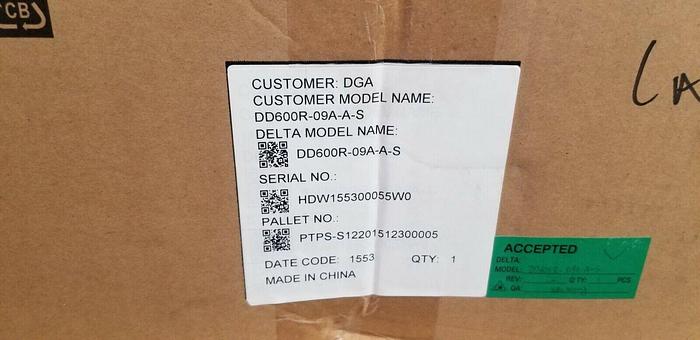 CB
CUSTOMER: DGA
CUSTOMER MODEL NAME:
DD600R-09A-A-S
DELTA MODEL NAME:
DD600R-09A-A-S
SERIAL NO.:
HDW155300055W0
PALLET NO.:
PTPS-S12201512300005
DATE CODE: 1553 QTY: 1
MADE IN CHINA
ACCEPTED
DELTA
MODEL:
REV: QTY: PCS
QA: